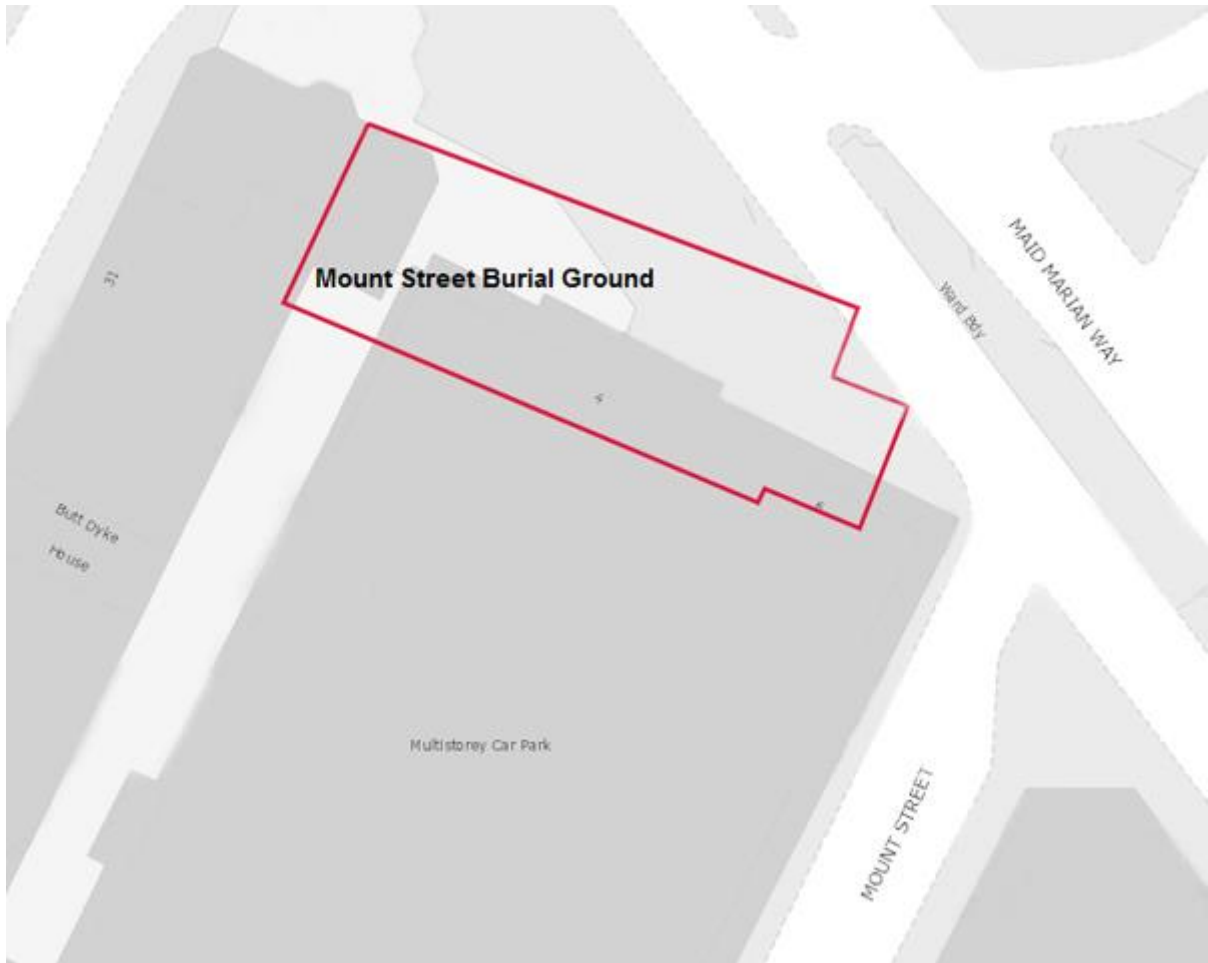 MAID MARIAN WAY
Ward Bdy
31
Mount Street Burial Ground
4
6
Butt Dyke
House
Multistorey Car Park
MOUNT STREET